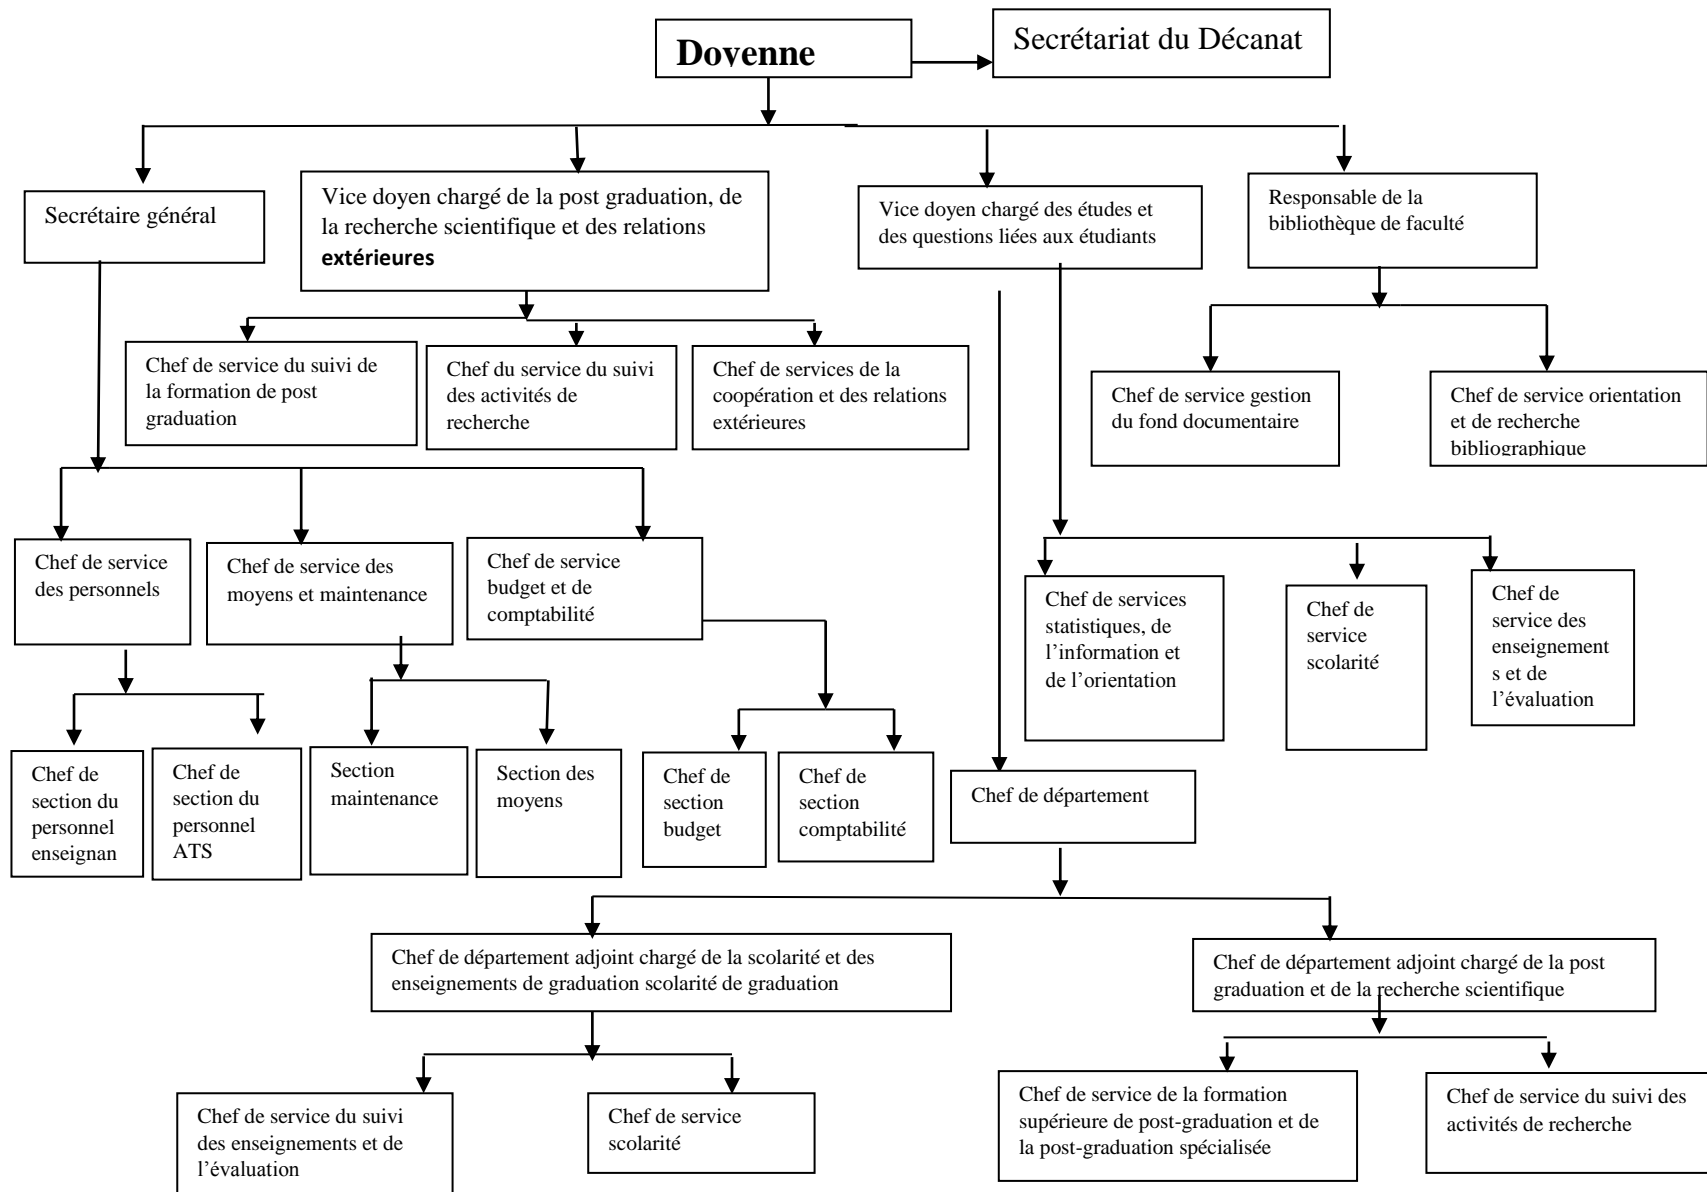 Doyenne
Secrétariat du Décanat
Secrétaire général
Vice doyen chargé de la post graduation, de
la recherche scientifique et des relations
extérieures
Vice doyen chargé des études et
des questions liées aux étudiants
Responsable de la
bibliothèque de faculté
Chef de service du suivi de
la formation de post
graduation
Chef du service du suivi
des activités de
recherche
Chef de services de la
coopération et des relations
extérieures
Chef de service gestion
du fond documentaire
Chef de service orientation
et de recherche
bibliographique
Chef de service
des personnels
Chef de service des
moyens et maintenance
Chef de service
budget et de
comptabilité
Chef de services
statistiques, de
l’information et
de l’orientation
Chef de
service
scolarité
Chef de
service des
enseignement
s et de
l’évaluation
Chef de
section du
personnel
enseignan
Chef de
section du
personnel
ATS
Section
maintenance
Section des
moyens
Chef de
section
budget
Chef de
section
comptabilité
Chef de département
Chef de département adjoint chargé de la scolarité et des
enseignements de graduation scolarité de graduation
Chef de département adjoint chargé de la post
graduation et de la recherche scientifique
Chef de service du suivi
des enseignements et de
l’évaluation
Chef de service
scolarité
Chef de service de la formation
supérieure de post-graduation et de
la post-graduation spécialisée
Chef de service du suivi des
activités de recherche